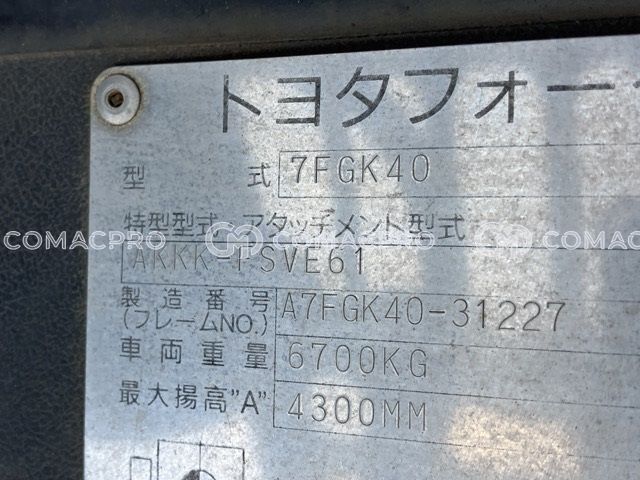 トヨタフォー
型 式 7FGK40
特型型式 アタッチメント型式
COMACPRO COMACPRO COMACPRO
AKKK-FSVE61
製造番号 A7FGK40-31227
(フレームNO.)
車両重量 6700KG
最大揚高"A" 4300MM